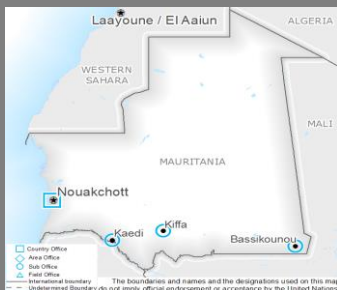 Laayoune / El Aaiun
ALGERIA
WESTERN
SAHARA
MALI
MAURITANIA
Nouakchott
Kaedi
Kiffa
Bassikounou
Country Office
Area Office
Sub Office
Field Office
International boundary
Undetermined Boundary
The boundaries and names and the designations used on this map
do not imply official endorsement or acceptance by the United Nations